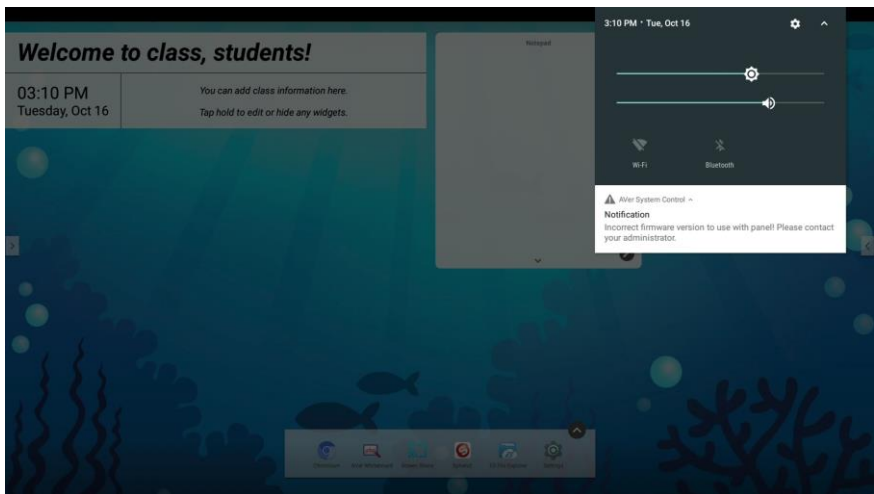 3:10 PM • Tue, Oct 16
Welcome to class, students!
Notepad
03:10 PM
Tuesday, Oct 16
You can add class information here.
Tap hold to edit or hide any widgets.
Wi-Fi
Bluetooth
AVer System Control
Notification
Incorrect firmware version to use with panel! Please contact
your administrator.
Chromium
Settings